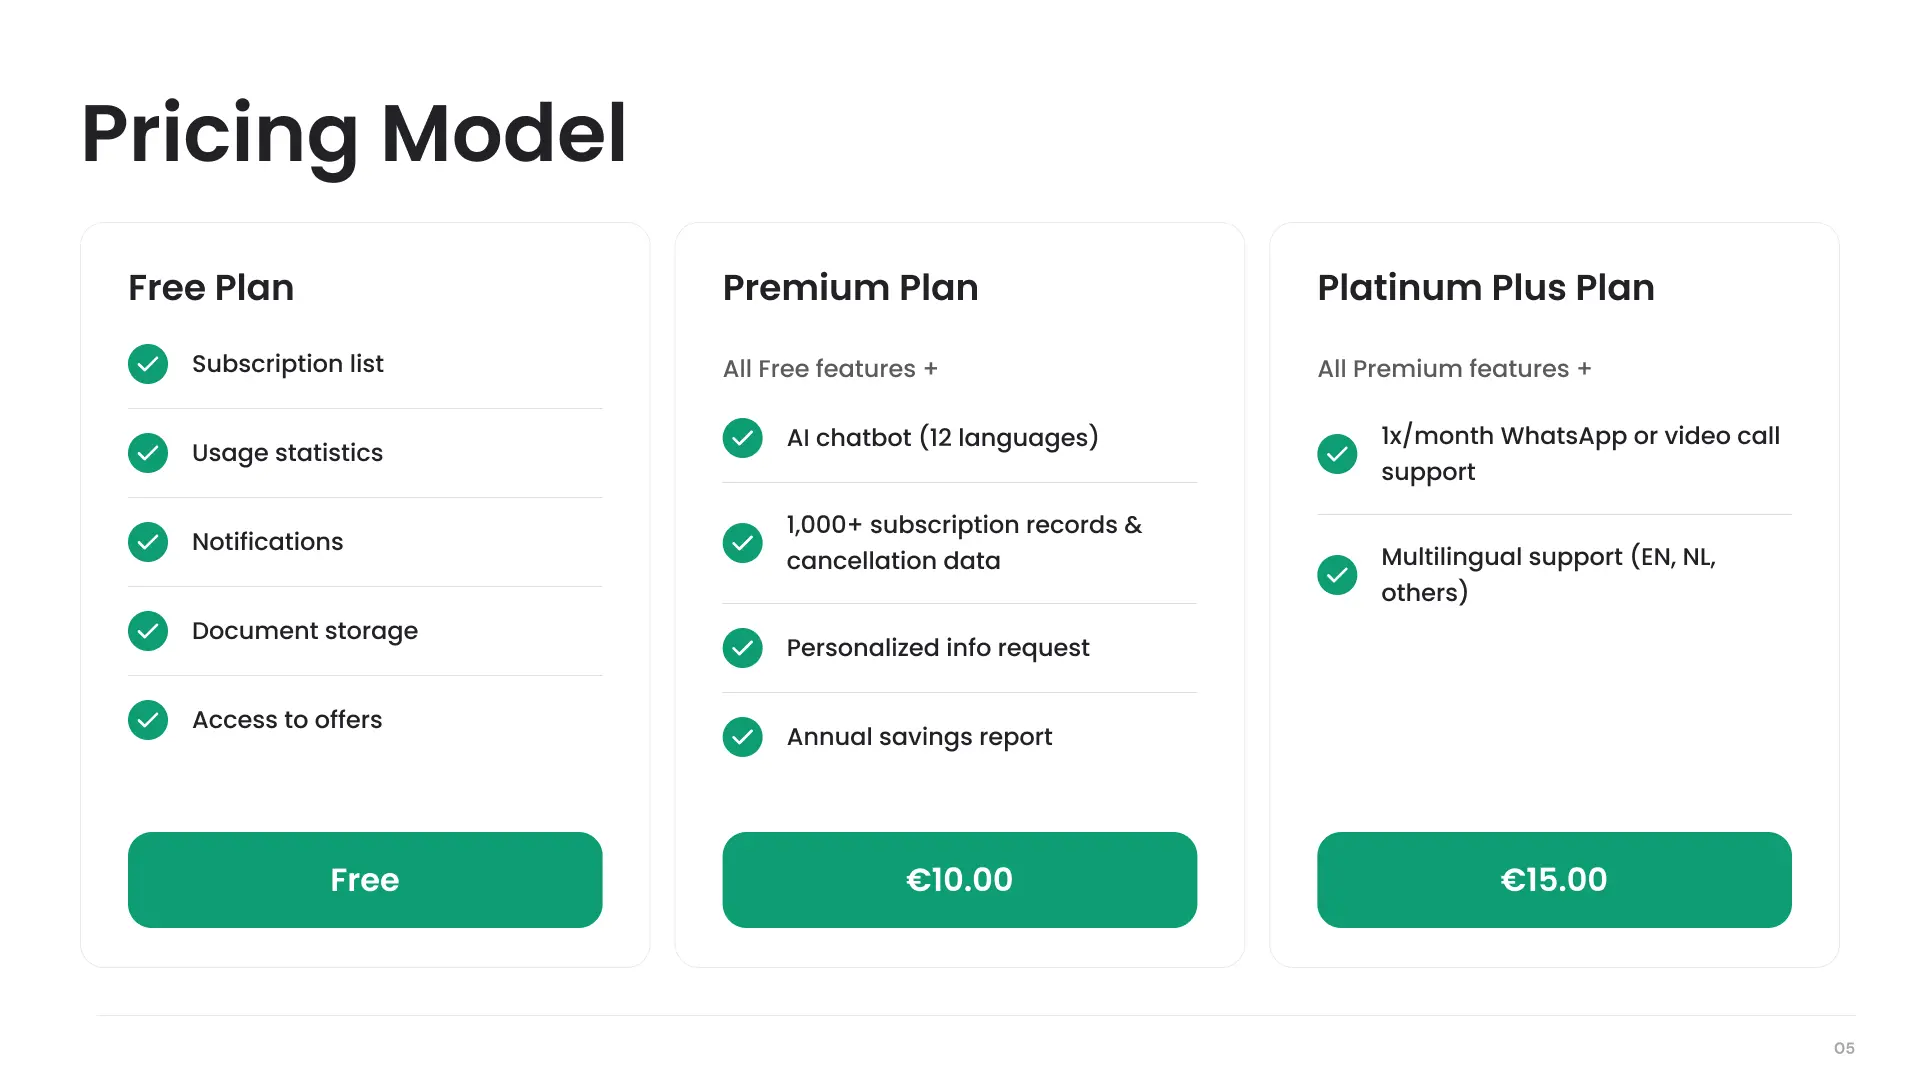 Pricing Model
Free Plan
Subscription list
Usage statistics
Notifications
Document storage
Access to offers
Free
Premium Plan
All Free features +
AI chatbot (12 languages)
1,000+ subscription records &
cancellation data
Personalized info request
Annual savings report
€10.00
Platinum Plus Plan
All Premium features +
1x/month WhatsApp or video call
support
Multilingual support (EN, NL,
others)
€15.00
05